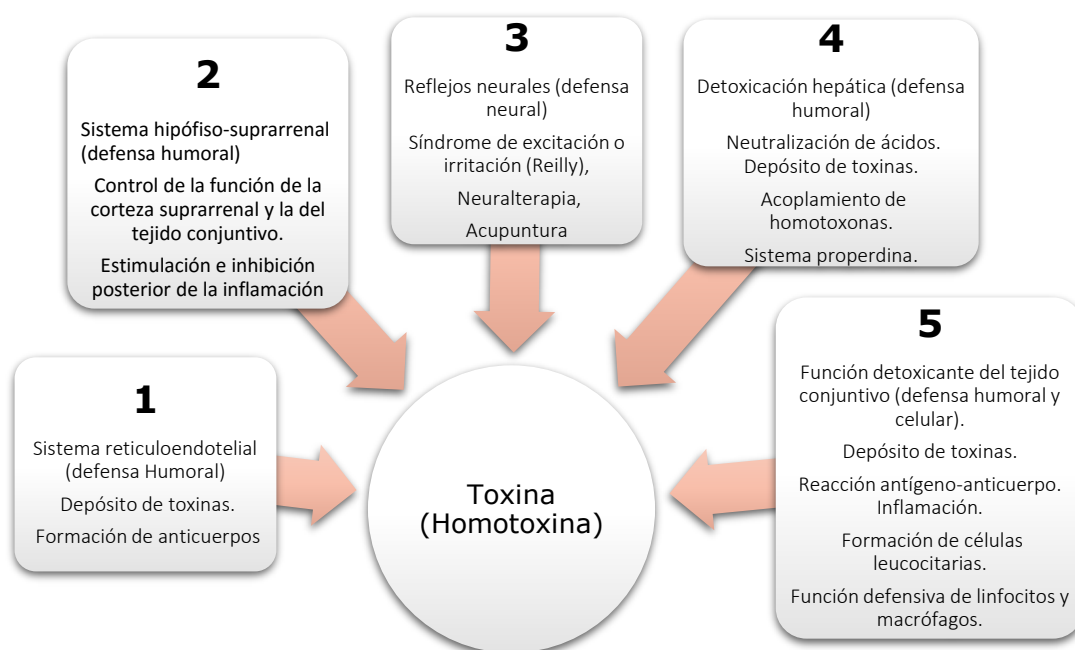 1
Sistema reticuloendotelial
(defensa Humoral)
Depósito de toxinas.
Formación de anticuerpos
2
Sistema hipófiso-suprarrenal
(defensa humoral)
Control de la función de la
corteza suprarrenal y la del
tejido conjuntivo.
Estimulación e inhibición
posterior de la inflamación
3
Reflejos neurales (defensa
neural)
Síndrome de excitación o
irritación (Reilly),
Neuralterapia,
Acupuntura
4
Detoxicación hepática (defensa
humoral)
Neutralización de ácidos.
Depósito de toxinas.
Acoplamiento de
homotoxonas.
Sistema properdina.
5
Función detoxicante del tejido
conjuntivo (defensa humoral y
celular).
Depósito de toxinas.
Reacción antígeno-anticuerpo.
Inflamación.
Formación de células
leucocitarias.
Función defensiva de linfocitos y
macrófagos.
Toxina
(Homotoxina)